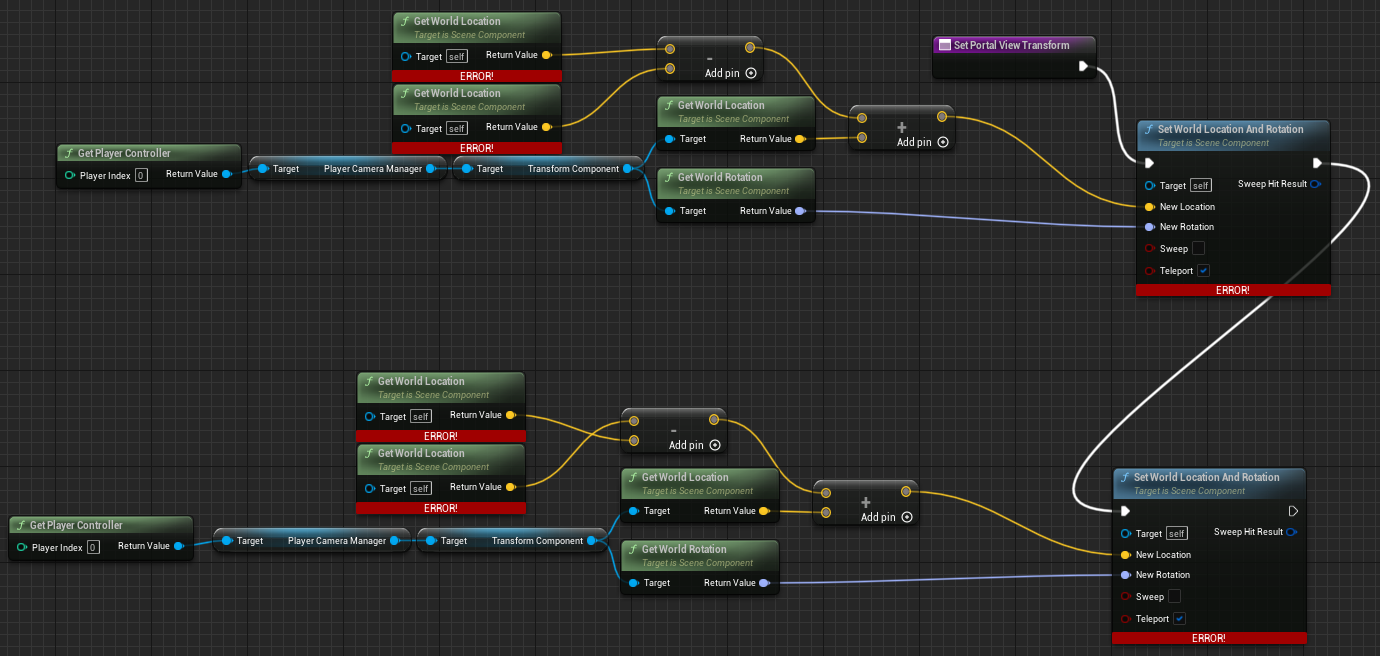 Get World Location
Target is Scene Component
Target self Return Value
ERROR!
Get World Location
Target is Scene Component
Target self Return Value
ERROR!
-
Add pin
Set Portal View Transform
Get Player Controller
Player Index 0 Return Value
Target Player Camera Manager
Target Transform Component
Get World Location
Target is Scene Component
Target Return Value
Get World Rotation
Target is Scene Component
Target Return Value
+
Add pin
Set World Location And Rotation
Target is Scene Component
Target self Sweep Hit Result
New Location
New Rotation
Sweep
Teleport
ERROR!
Get World Location
Target is Scene Component
Target self Return Value
ERROR!
Get World Location
Target is Scene Component
Target self Return Value
ERROR!
-
Add pin
Get Player Controller
Player Index 0 Return Value
Target Player Camera Manager
Target Transform Component
Get World Location
Target is Scene Component
Target Return Value
Get World Rotation
Target is Scene Component
Target Return Value
+
Add pin
Set World Location And Rotation
Target is Scene Component
Target self Sweep Hit Result
New Location
New Rotation
Sweep
Teleport
ERROR!